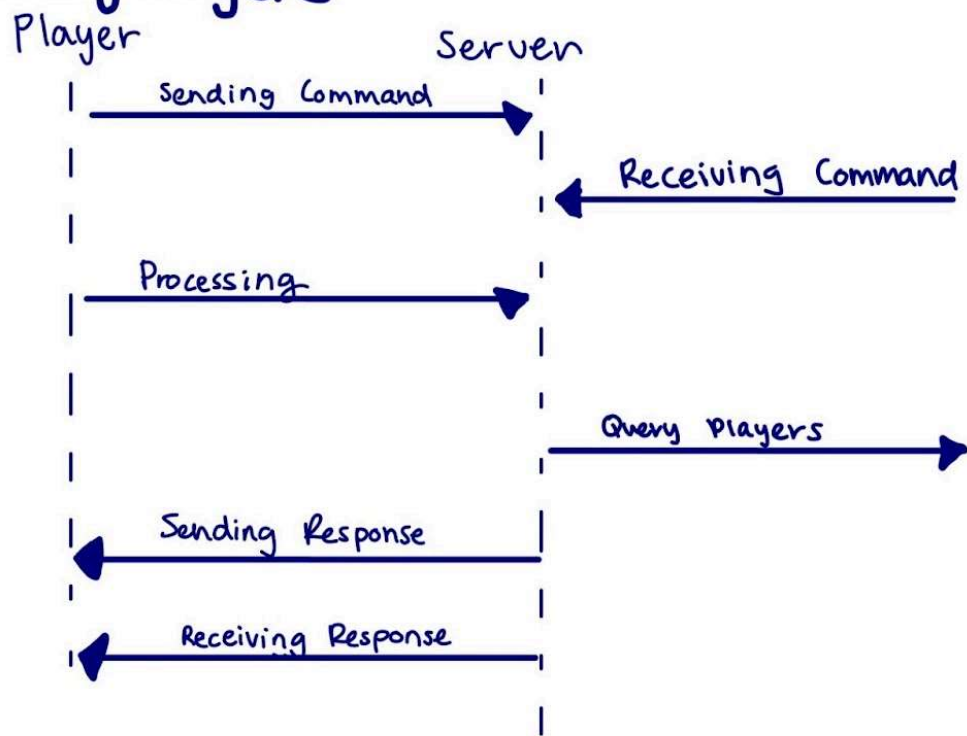 Player
Server
Sending Command
Receiving Command
Processing
Query Players
Sending Response
Receiving Response